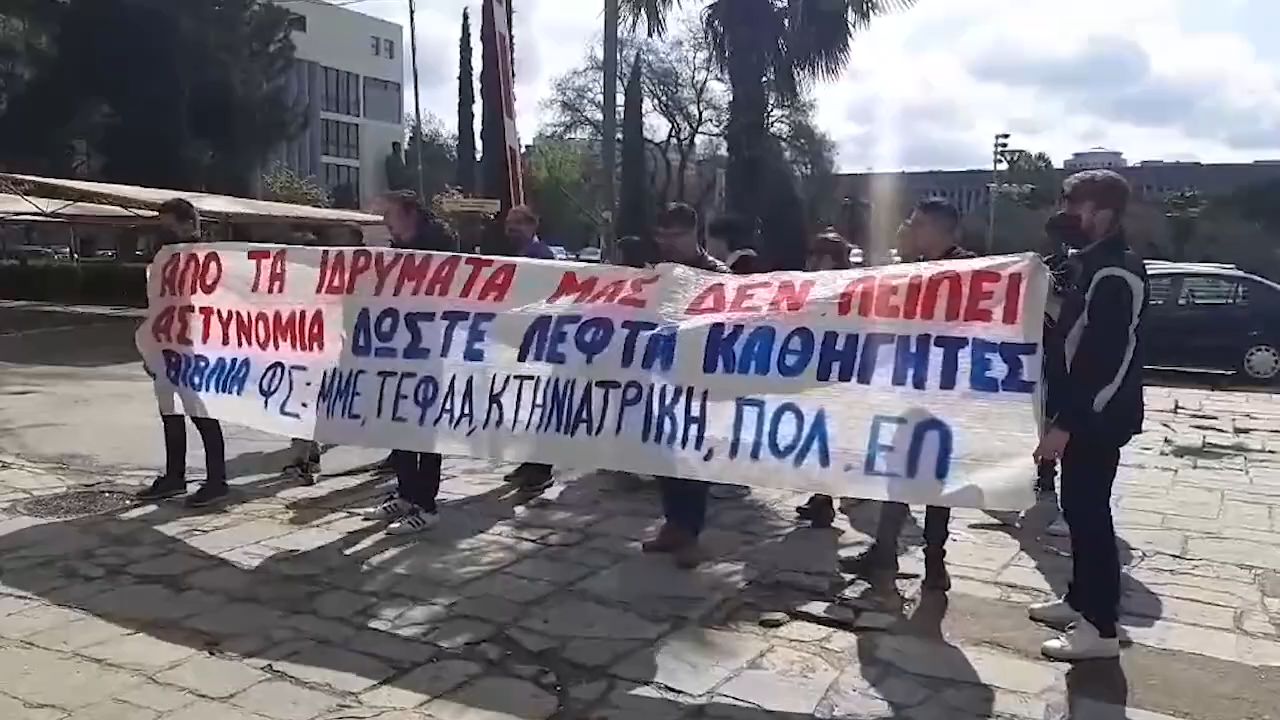 ΑΠΟ ΤΑ ΙΔΡΥΜΑΤΑ ΜΑΣ ΔΕΝ ΛΕΙΠΕΙ
ΑΣΤΥΝΟΜΙΑ ΔΩΣΤΕ ΛΕΦΤΑ ΚΑΘΗΓΗΤΕΣ
ΒΙΒΛΙΑ ΦΣ: ΜΜΕ, ΤΕΦΑΑ, ΚΤΗΝΙΑΤΡΙΚΗ, ΠΟΛ. ΕΠ